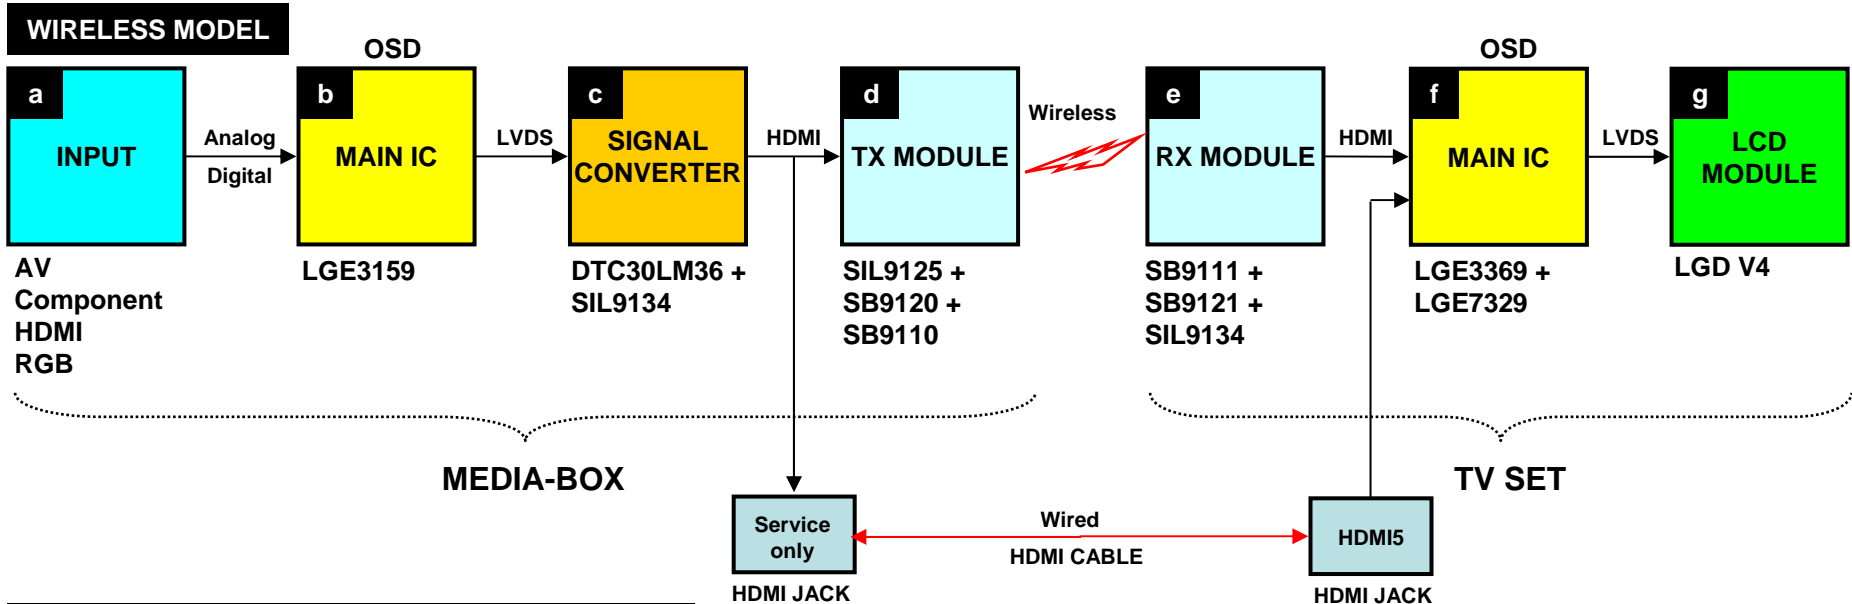 WIRELESS MODEL
OSD
OSD
a
INPUT
Analog
Digital
b
MAIN IC
LVDS
c
SIGNAL
CONVERTER
HDMI
d
TX MODULE
Wireless
e
RX MODULE
HDMI
f
MAIN IC
LVDS
g
LCD
MODULE
AV
Component
HDMI
RGB
LGE3159
DTC30LM36 +
SIL9134
SIL9125 +
SB9120 +
SB9110
SB9111 +
SB9121 +
SIL9134
LGE3369 +
LGE7329
LGD V4
MEDIA-BOX
TV SET
Service
only
HDMI JACK
Wired
HDMI CABLE
HDMI5
HDMI JACK